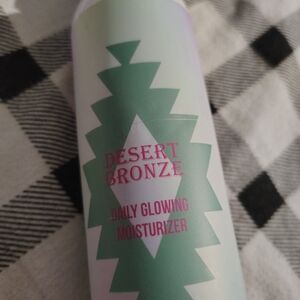 DESERT
BRONZE
DAILY GLOWING
MOISTURIZER